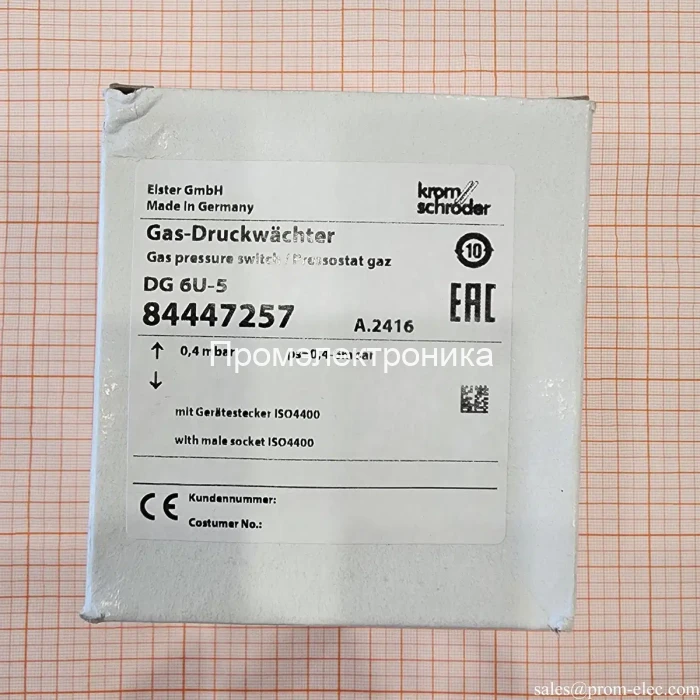 Elster GmbH
Made in Germany
krom
schröder
Gas-Druckwächter
Gas pressure switch / Pressostat gaz
10
DG 6U-5
84447257
A.2416
EAC
0,4 mbar
Промэлектроника
mit Gerätestecker ISO4400
with male socket ISO4400
CE
Kundennummer:
Costumer No.:
sales@prom-elec.com